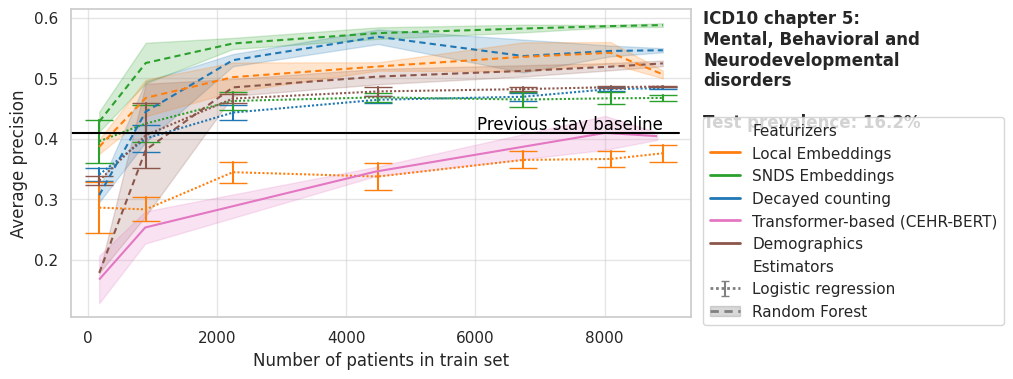 0.6
0.5
0.4
0.3
0.2
Average precision
0
2000
4000
6000
8000
Number of patients in train set
Previous stay baseline
ICD10 chapter 5:
Mental, Behavioral and
Neurodevelopmental
disorders
Test prevalence: 16.2%
Featurizers
Local Embeddings
SNDS Embeddings
Decayed counting
Transformer-based (CEHR-BERT)
Demographics
Estimators
Logistic regression
Random Forest